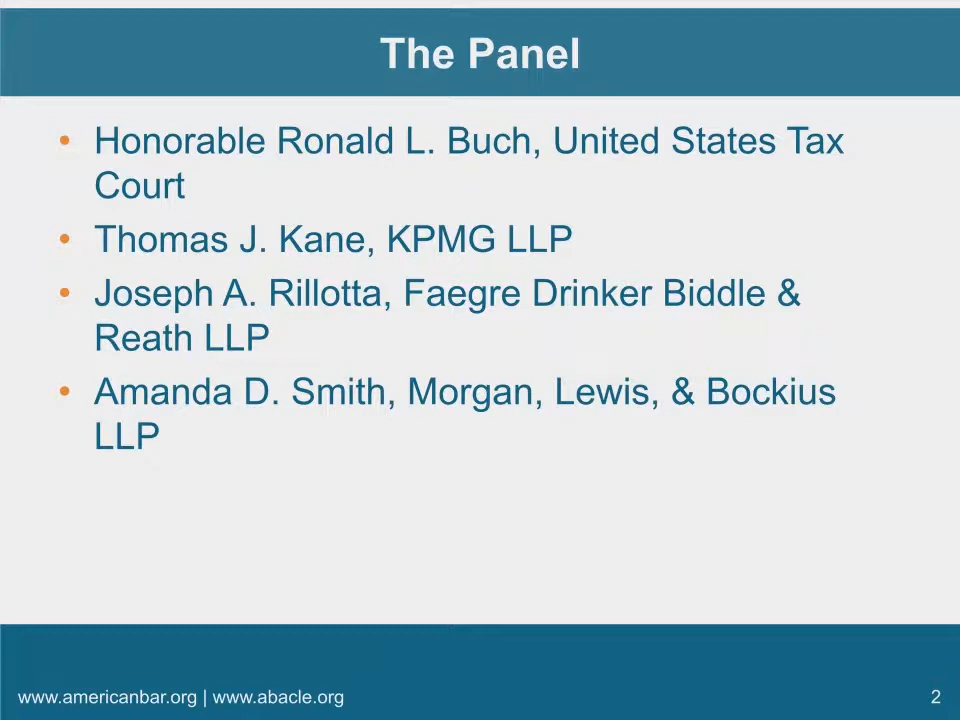 The Panel
• Honorable Ronald L. Buch, United States Tax
Court
• Thomas J. Kane, KPMG LLP
• Joseph A. Rillotta, Faegre Drinker Biddle &
Reath LLP
• Amanda D. Smith, Morgan, Lewis, & Bockius
LLP
www.americanbar.org | www.abacle.org
2